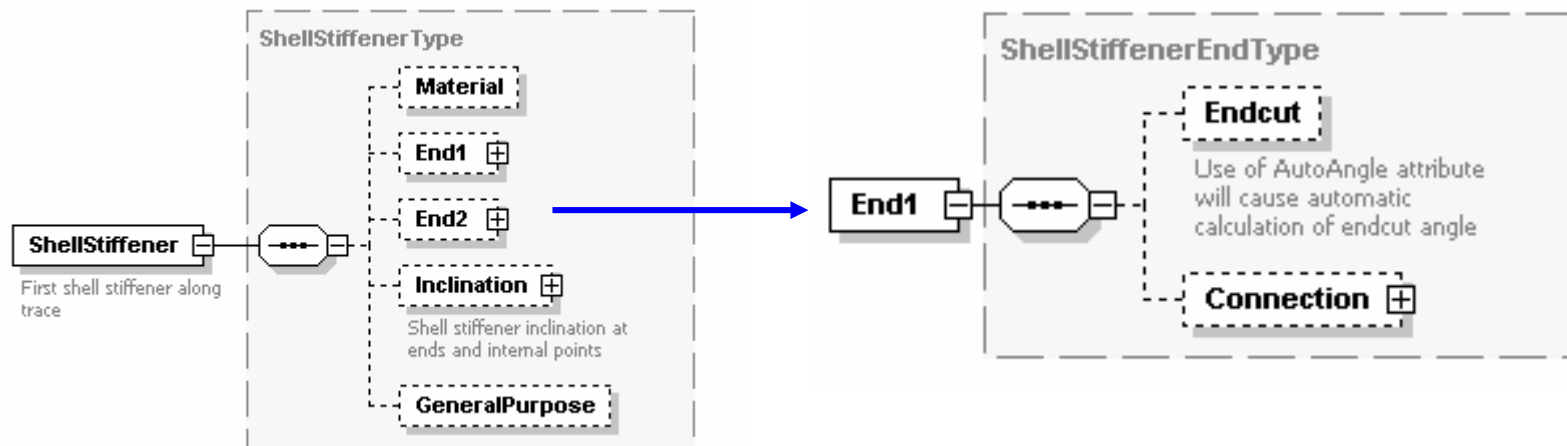 ShellStiffenerType
Material
End1
End2
ShellStiffener
First shell stiffener along
trace
Inclination
Shell stiffener inclination at
ends and internal points
GeneralPurpose
ShellStiffenerEndType
Endcut
Use of AutoAngle attribute
will cause automatic
calculation of endcut angle
End1
Connection